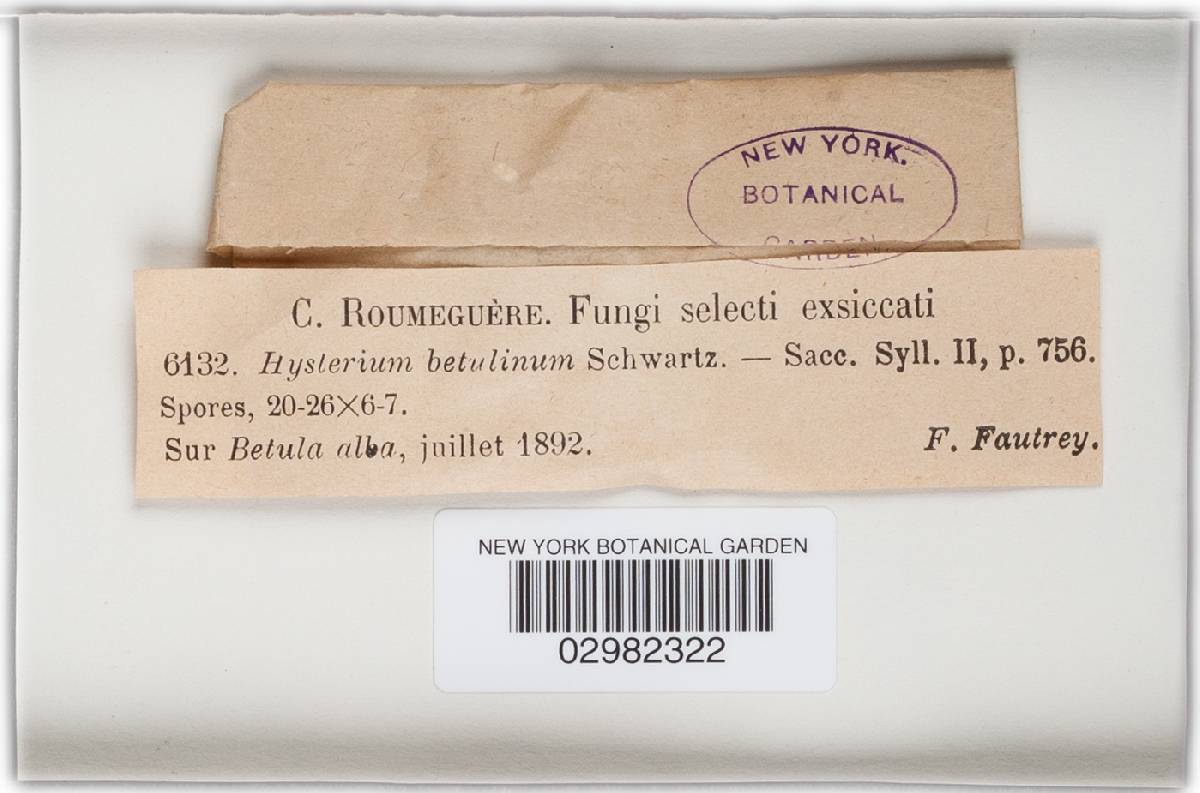 NEW YORK.
BOTANICAL
GARDEN
C. ROUMEGUÈRE. Fungi selecti exsiccati
6132. Hysterium betulinum Schwartz. — Sacc. Syll. II, p. 756.
Spores, 20-26×6-7.
Sur Betula alba, juillet 1892. F. Fautrey.
NEW YORK BOTANICAL GARDEN
02982322